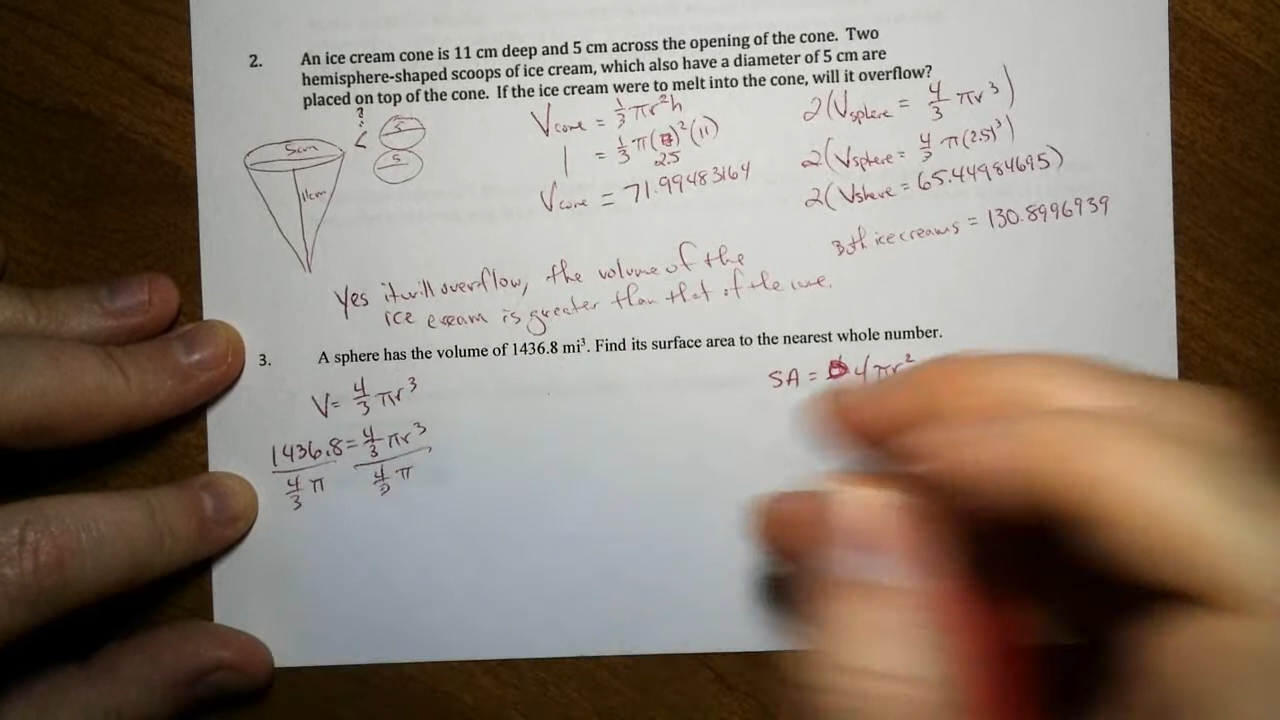 2. An ice cream cone is 11 cm deep and 5 cm across the opening of the cone. Two
hemisphere-shaped scoops of ice cream, which also have a diameter of 5 cm are
placed on top of the cone. If the ice cream were to melt into the cone, will it overflow?
5cm
11cm
5
5
V cone = 1/3 πr²h
= 1/3 π( )²(11)
2.5
V cone = 71.99483164
2(V sphere = 4/3 πr³)
2(V sphere = 4/3 π(2.5)³)
2(V sphere = 65.44984695)
Both ice creams = 130.8996939
Yes it will overflow, the volume of the
ice cream is greater than that of the cone.
3. A sphere has the volume of 1436.8 mi³. Find its surface area to the nearest whole number.
V = 4/3 πr³
SA = 4πr²
1436.8 = 4/3 πr³
4/3 π 4/3 π